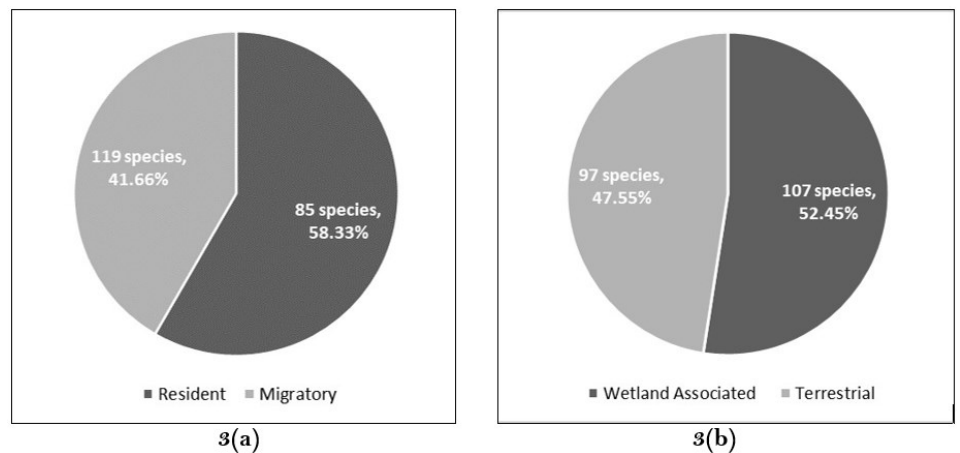 119 species,
41.66%
85 species,
58.33%
■ Resident ■ Migratory
3(a)
97 species,
47.55%
107 species,
52.45%
■ Wetland Associated ■ Terrestrial
3(b)